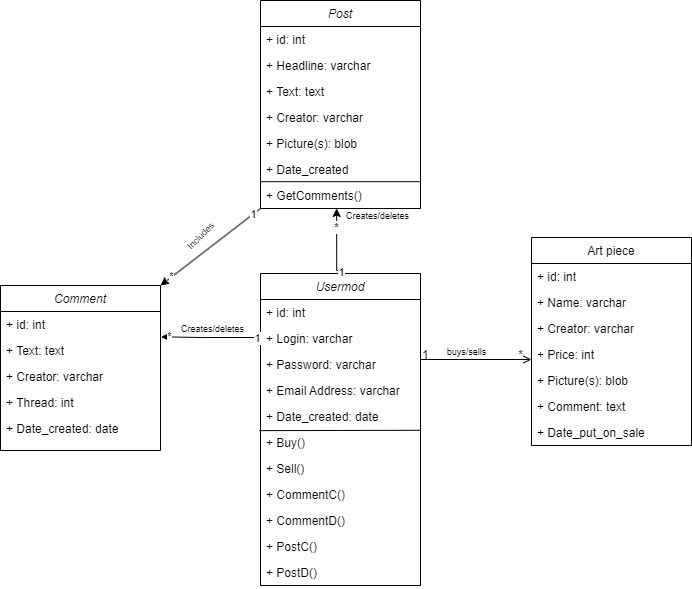 Post
+ id: int
+ Headline: varchar
+ Text: text
+ Creator: varchar
+ Picture(s): blob
+ Date_created
+ GetComments()
1
Includes
*
*
Creates/deletes
1
Comment
+ id: int
+ Text: text
+ Creator: varchar
+ Thread: int
+ Date_created: date
*
Creates/deletes
1
Usermod
+ id: int
+ Login: varchar
+ Password: varchar
+ Email Address: varchar
+ Date_created: date
+ Buy()
+ Sell()
+ CommentC()
+ CommentD()
+ PostC()
+ PostD()
1
buys/sells
*
Art piece
+ id: int
+ Name: varchar
+ Creator: varchar
+ Price: int
+ Picture(s): blob
+ Comment: text
+ Date_put_on_sale